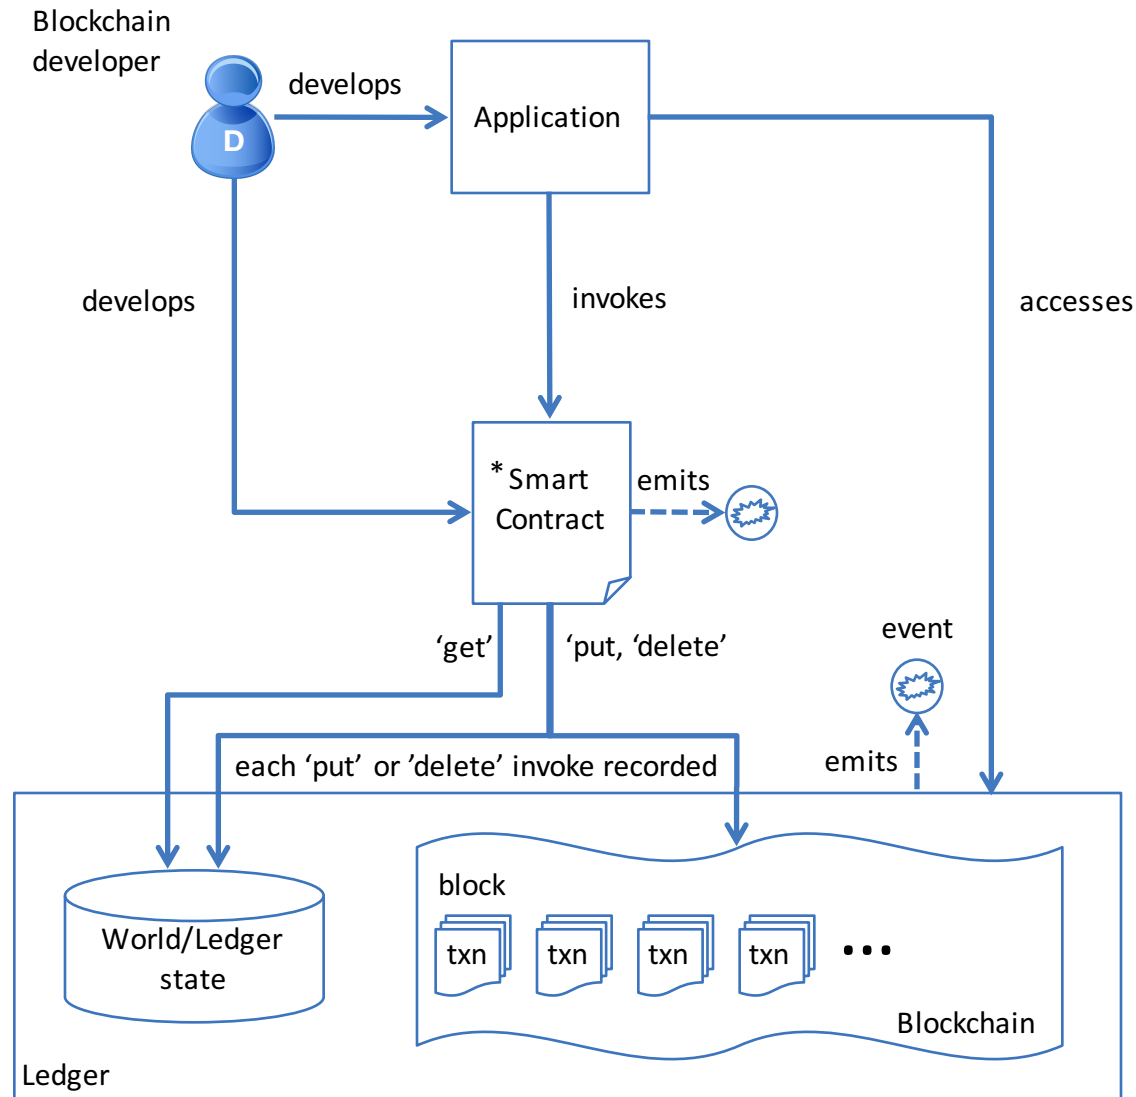 Blockchain
developer
D
develops
Application
develops
invokes
accesses
* Smart
Contract
emits
‘get’
‘put, ‘delete’
event
each ‘put’ or ’delete’ invoke recorded
emits
block
txn txn txn txn ...
World/Ledger
state
Blockchain
Ledger